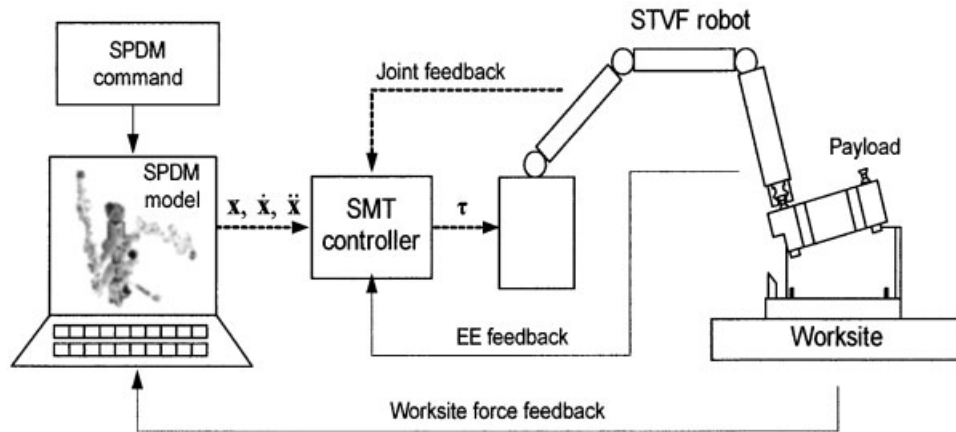 SPDM
command
STVF robot
Joint feedback
SPDM
model
Payload
x, ẋ, ẍ
SMT
controller
τ
EE feedback
Worksite
Worksite force feedback